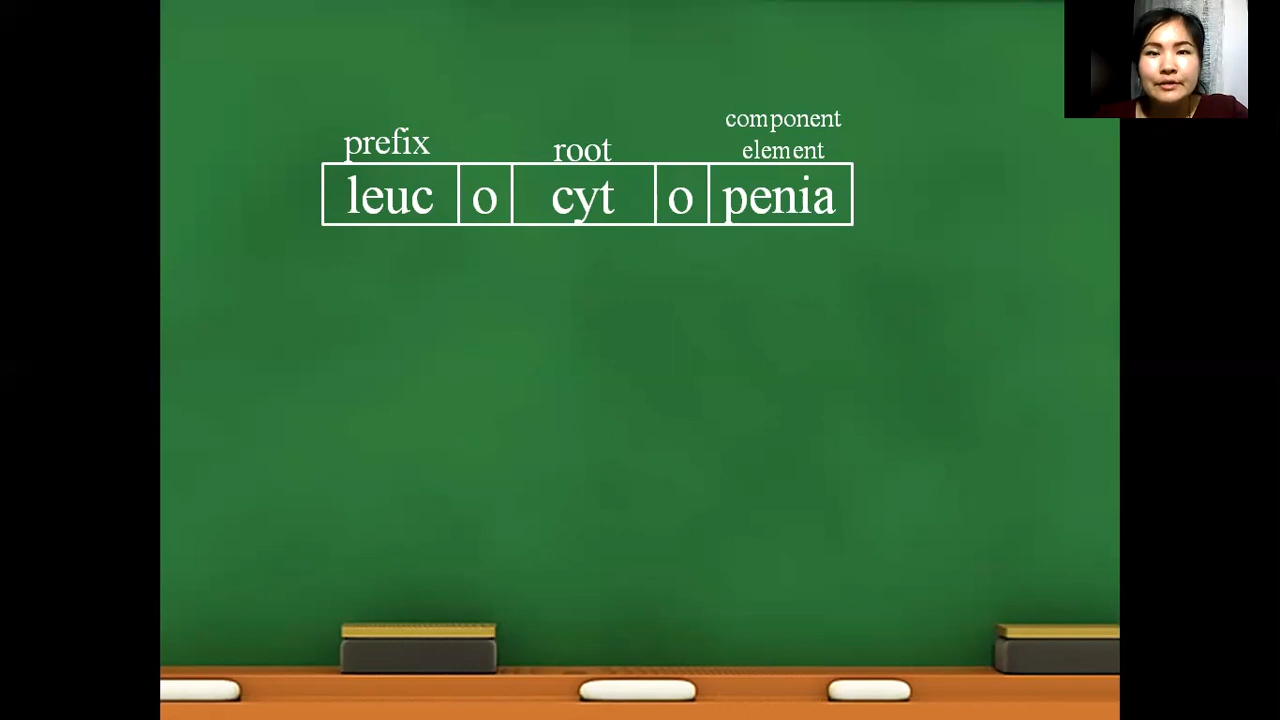 prefix
root
component
element
leuc o cyt o penia